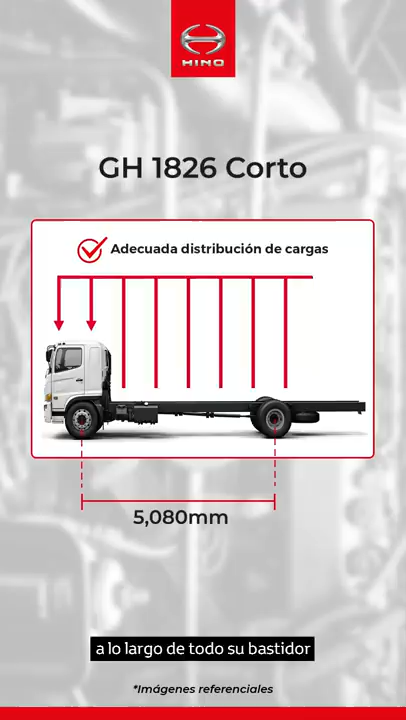 HINO
GH 1826 Corto
Adecuada distribución de cargas
5,080mm
a lo largo de todo su bastidor
*Imágenes referenciales